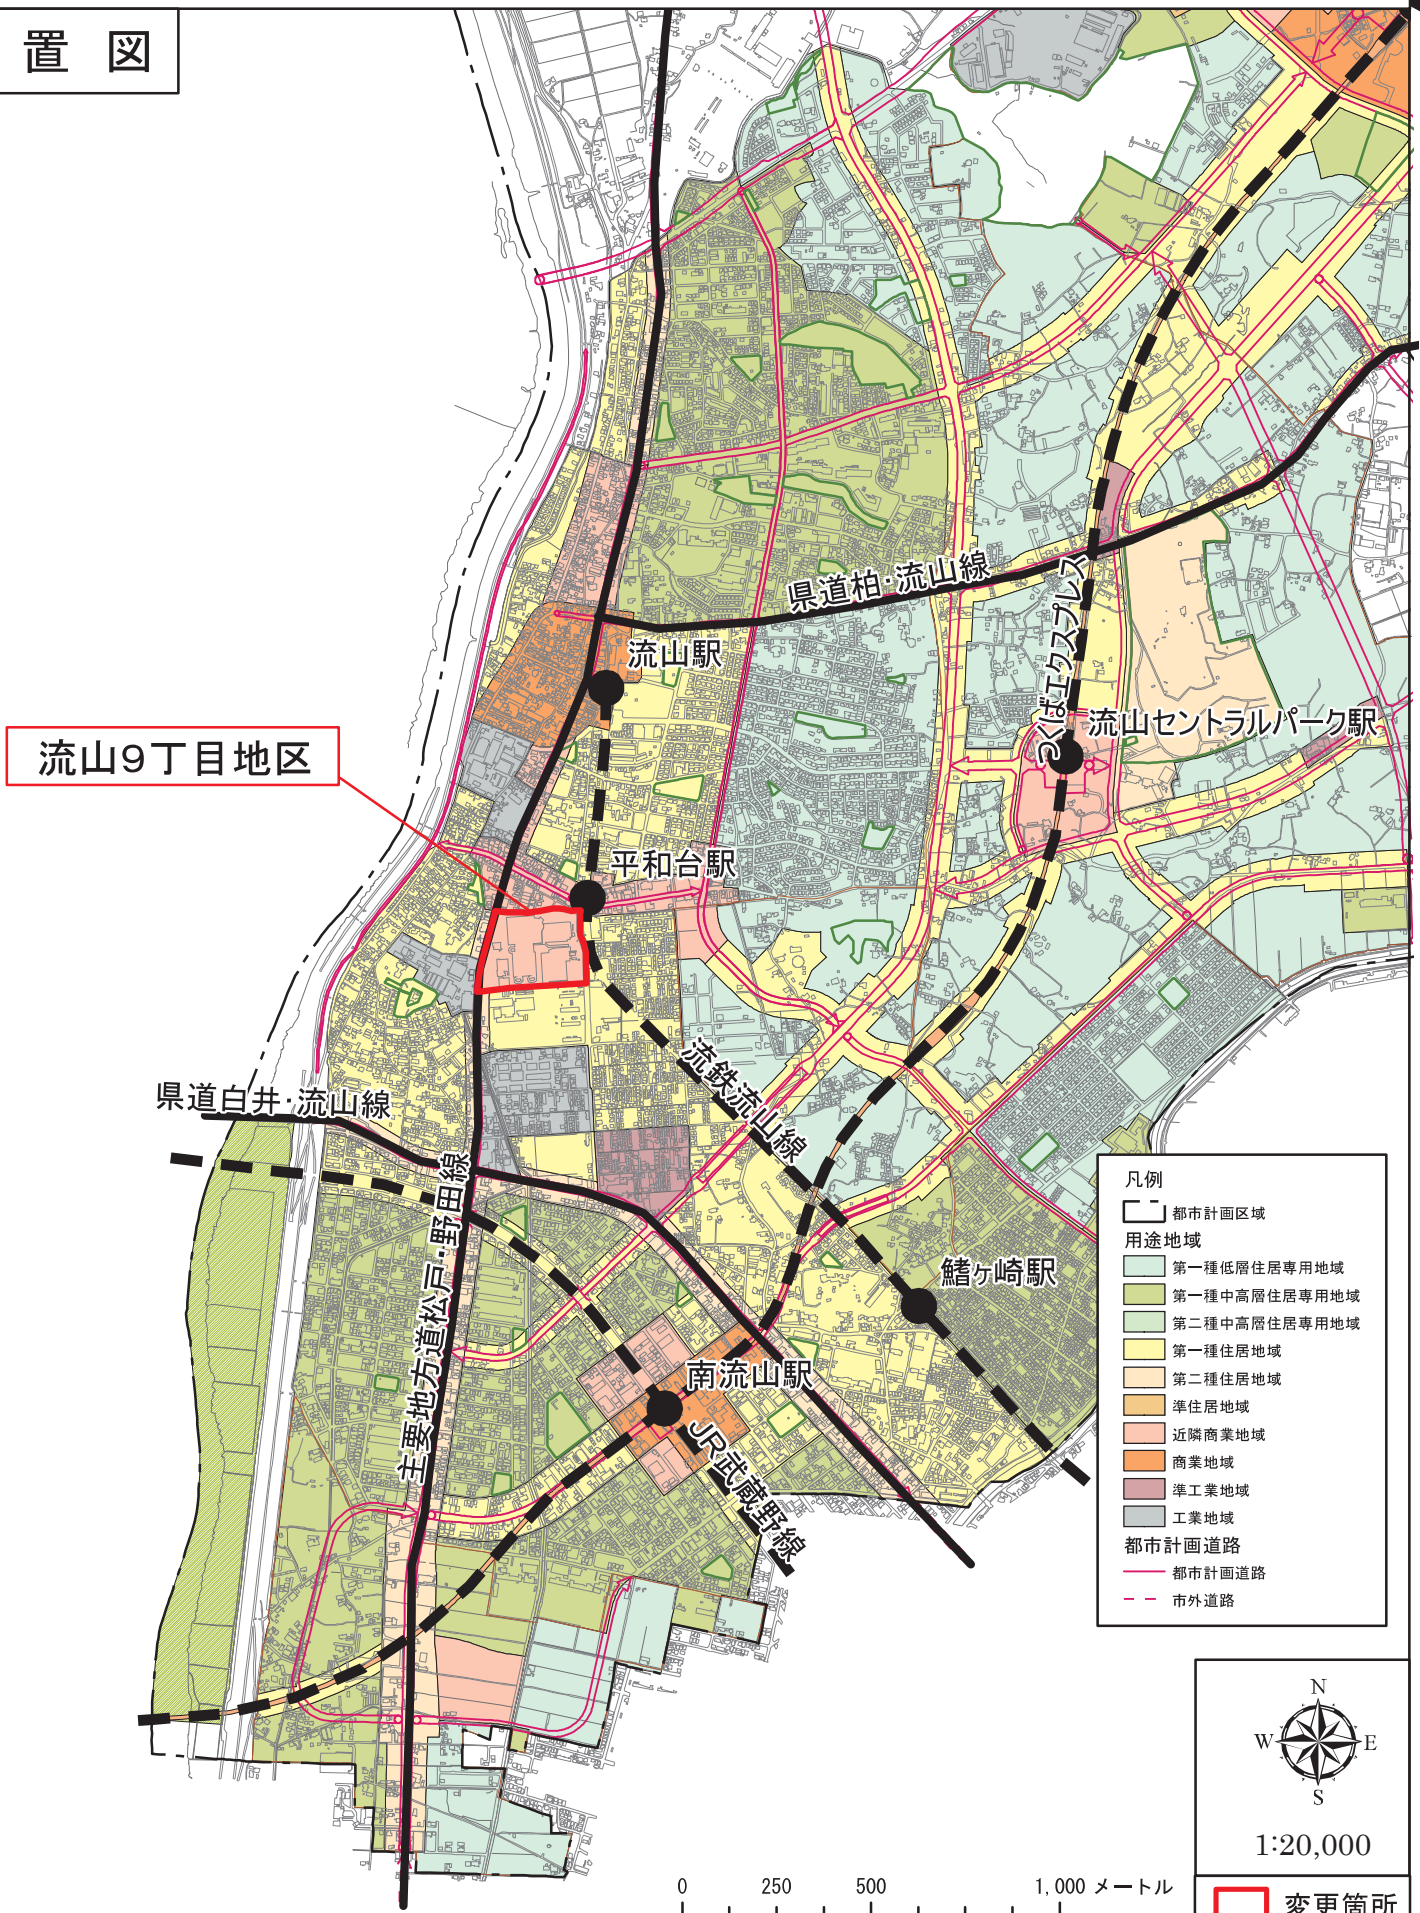 置 図
県道柏・流山線
つくばエクスプレス
流山駅
流山セントラルパーク駅
流山9丁目地区
平和台駅
流鉄流山線
県道白井・流山線
主要地方道松戸・野田線
鰭ヶ崎駅
南流山駅
JR武蔵野線
凡例
都市計画区域
用途地域
第一種低層住居専用地域
第一種中高層住居専用地域
第二種中高層住居専用地域
第一種住居地域
第二種住居地域
準住居地域
近隣商業地域
商業地域
準工業地域
工業地域
都市計画道路
都市計画道路
市外道路
N
W E
S
1:20,000
0 250 500 1,000 メートル
変更箇所